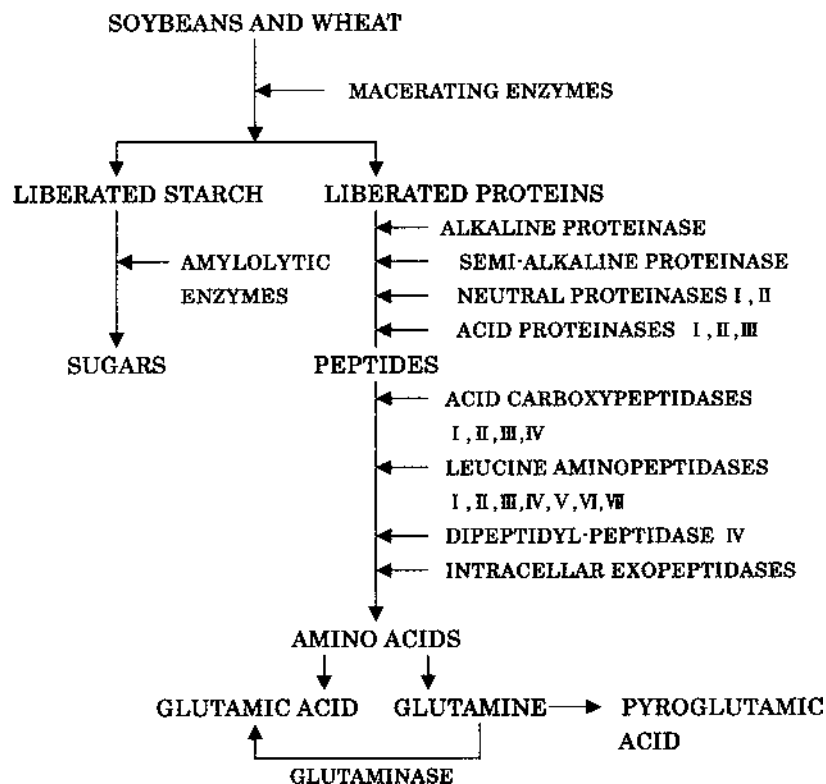 SOYBEANS AND WHEAT
MACERATING ENZYMES
LIBERATED STARCH
LIBERATED PROTEINS
ALKALINE PROTEINASE
AMYLOLYTIC
ENZYMES
SEMI-ALKALINE PROTEINASE
NEUTRAL PROTEINASES I, II
ACID PROTEINASES I, II, III
SUGARS
PEPTIDES
ACID CARBOXYPEPTIDASES
I, II, III, IV
LEUCINE AMINOPEPTIDASES
I, II, III, IV, V, VI, VII
DIPEPTIDYL-PEPTIDASE IV
INTRACELLAR EXOPEPTIDASES
AMINO ACIDS
GLUTAMIC ACID
GLUTAMINE
PYROGLUTAMIC
ACID
GLUTAMINASE